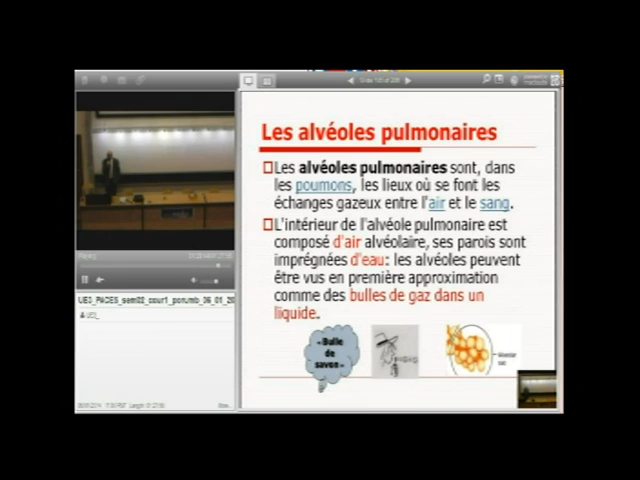 Les alvéoles pulmonaires
Les alvéoles pulmonaires sont, dans
les poumons, les lieux où se font les
échanges gazeux entre l'air et le sang.
L'intérieur de l'alvéole pulmonaire est
composé d'air alvéolaire, ses parois sont
imprégnées d'eau: les alvéoles peuvent
être vus en première approximation
comme des bulles de gaz dans un
liquide.
« Bulle
de
savon »
UE3_PACES_sem02_cour1_porumb_06_01_20
UE3_